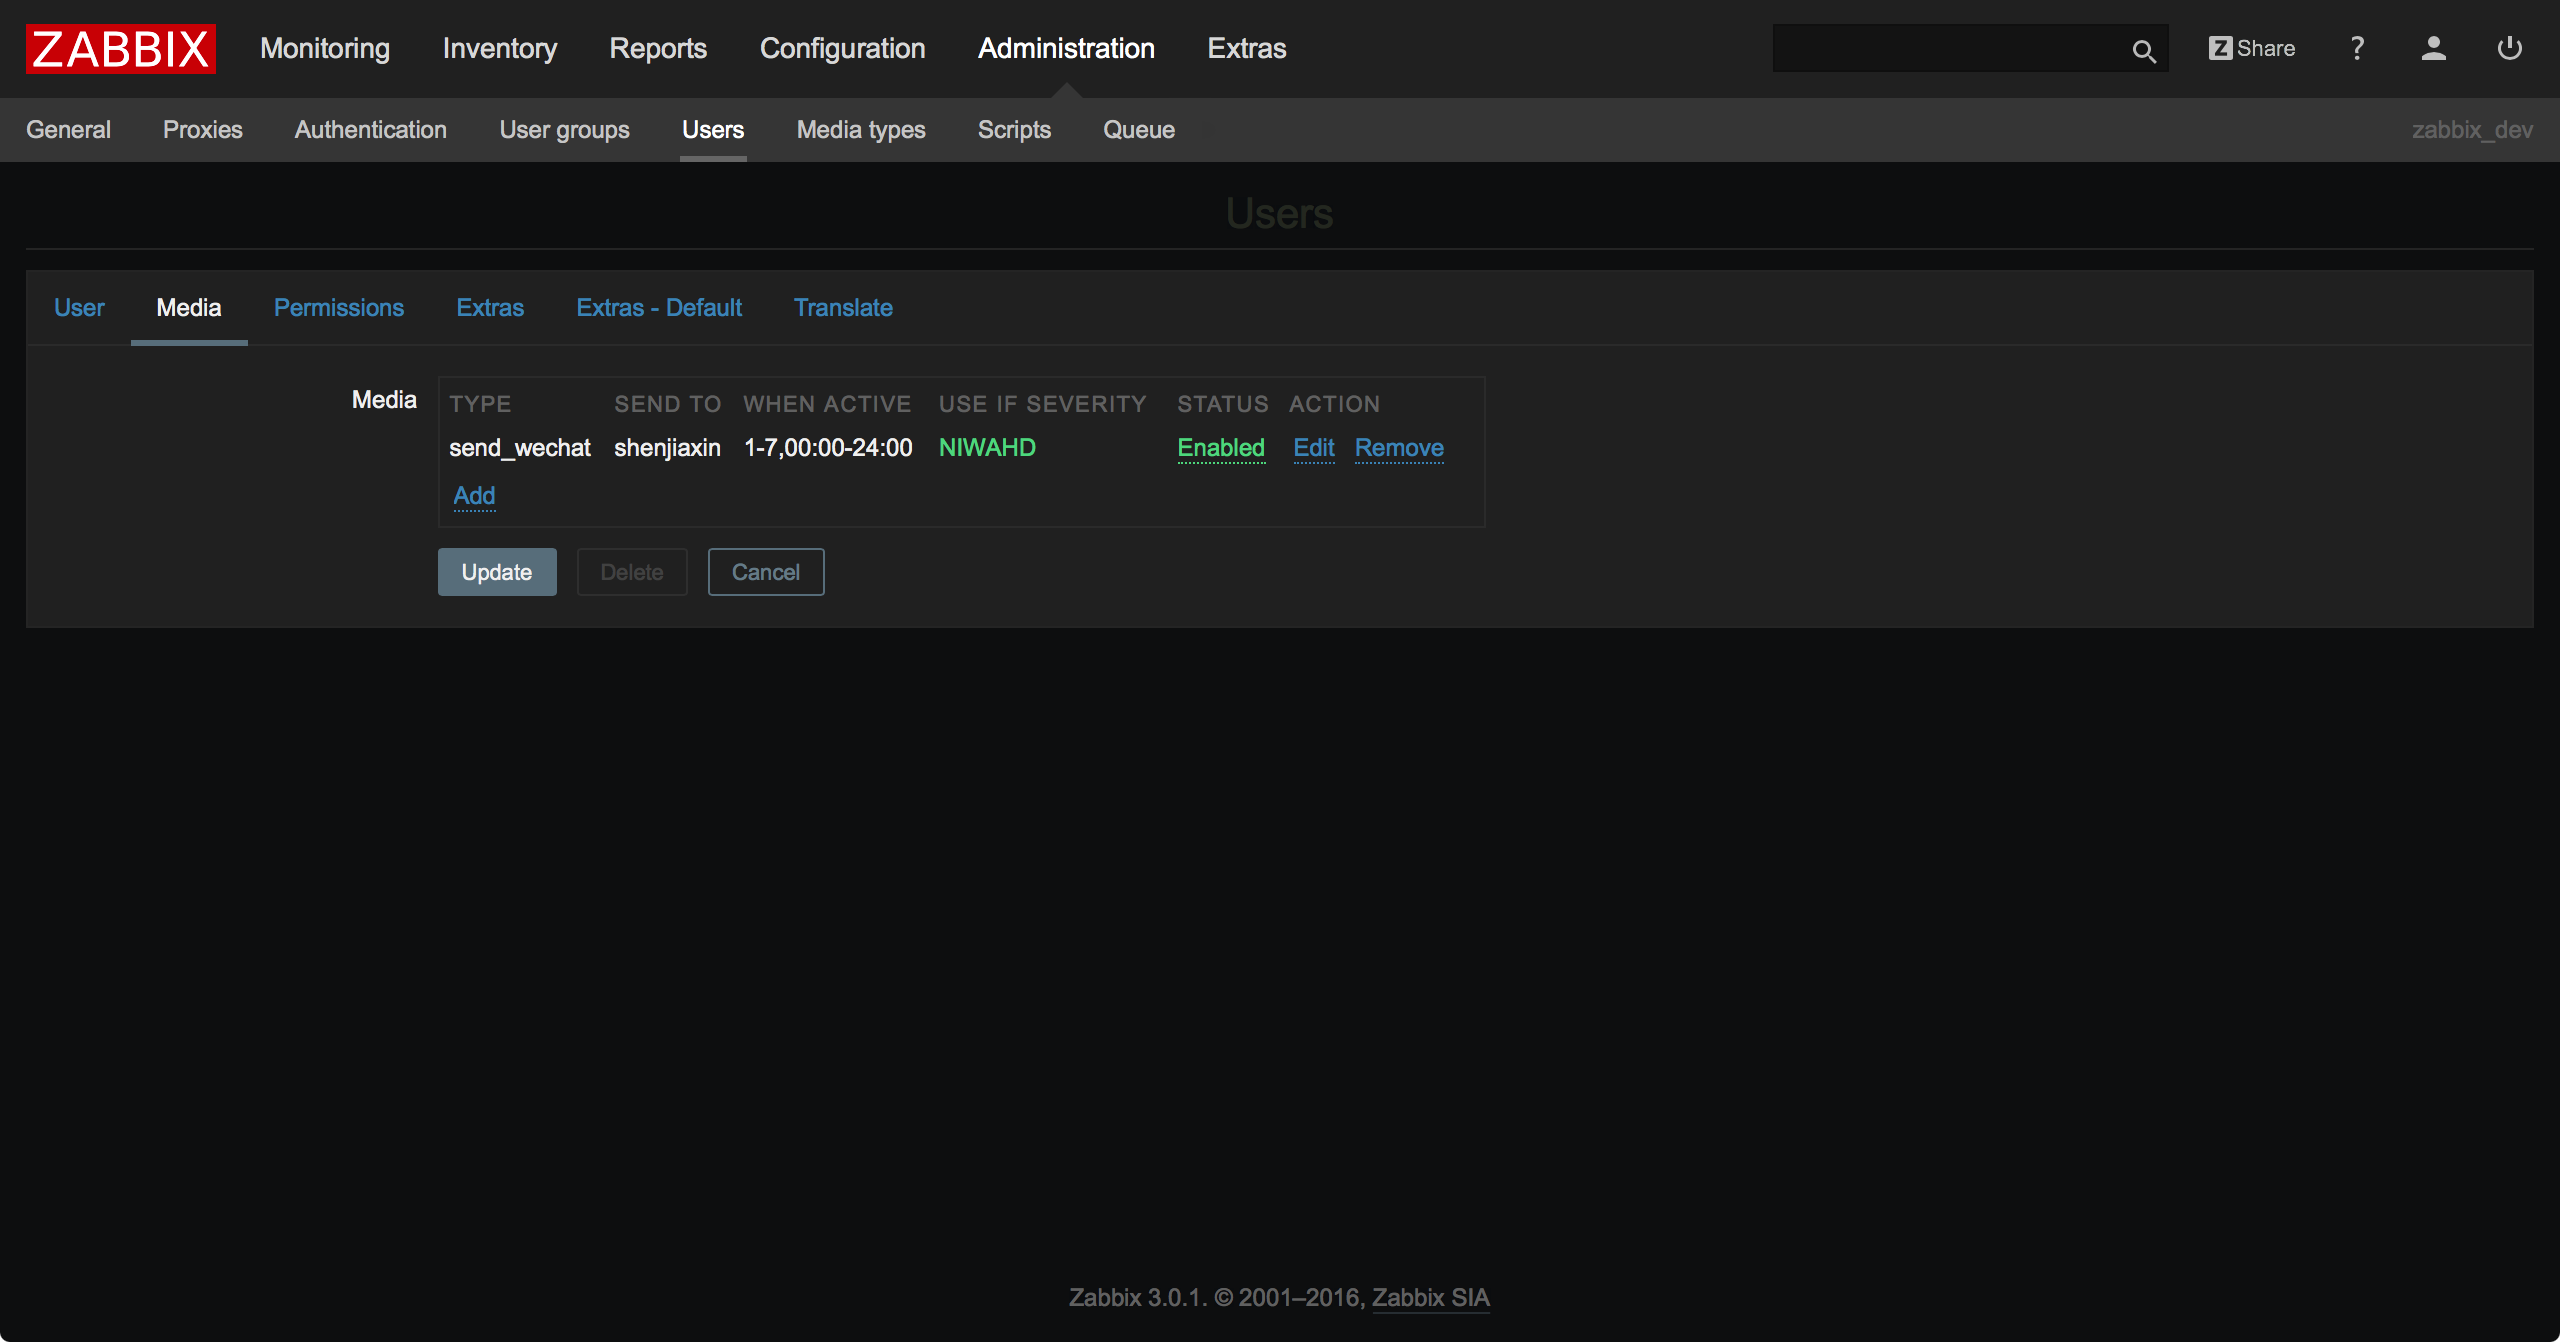 ZABBIX Monitoring Inventory Reports Configuration Administration Extras Z Share ?
General Proxies Authentication User groups Users Media types Scripts Queue zabbix_dev
Users
User Media Permissions Extras Extras - Default Translate
Media TYPE SEND TO WHEN ACTIVE USE IF SEVERITY STATUS ACTION
send_wechat shenjiaxin 1-7,00:00-24:00 NIWAHD Enabled Edit Remove
Add
Update Delete Cancel
Zabbix 3.0.1. © 2001–2016, Zabbix SIA